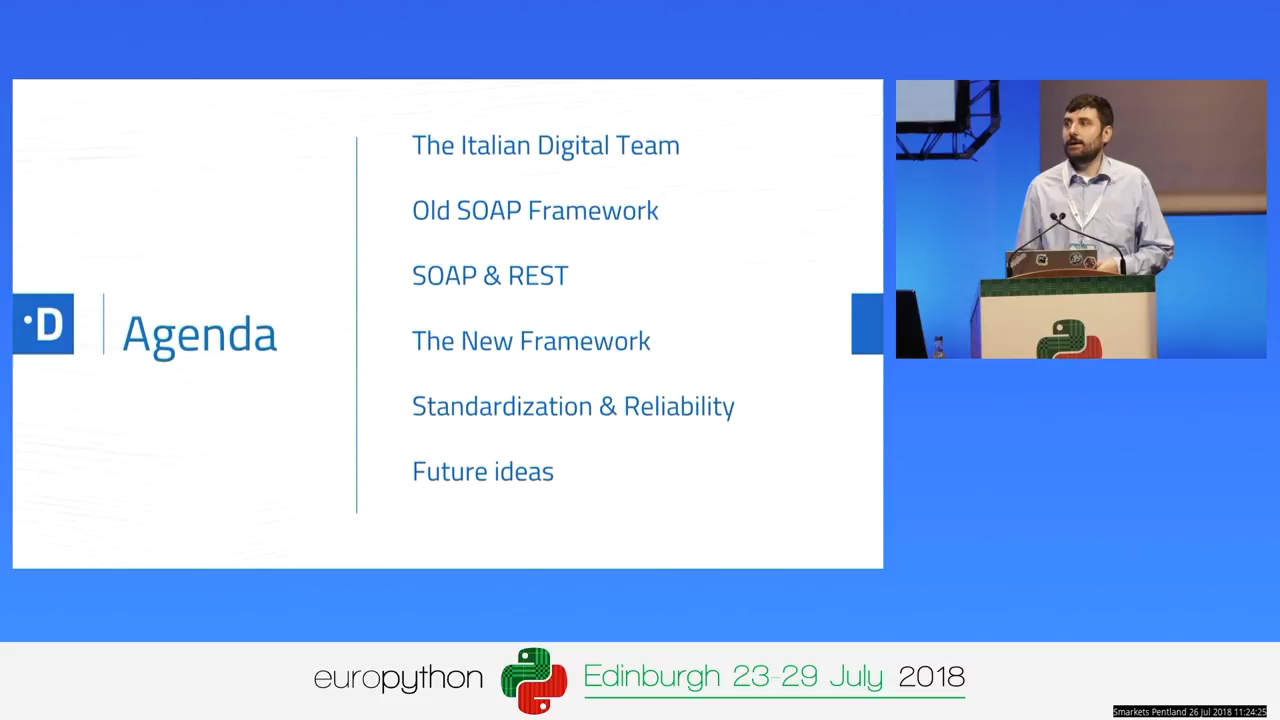 The Italian Digital Team
Old SOAP Framework
SOAP & REST
·D
Agenda
The New Framework
Standardization & Reliability
Future ideas
europython
Edinburgh 23-29 July 2018
Smarkets Pentland 26 Jul 2018 11:24:25